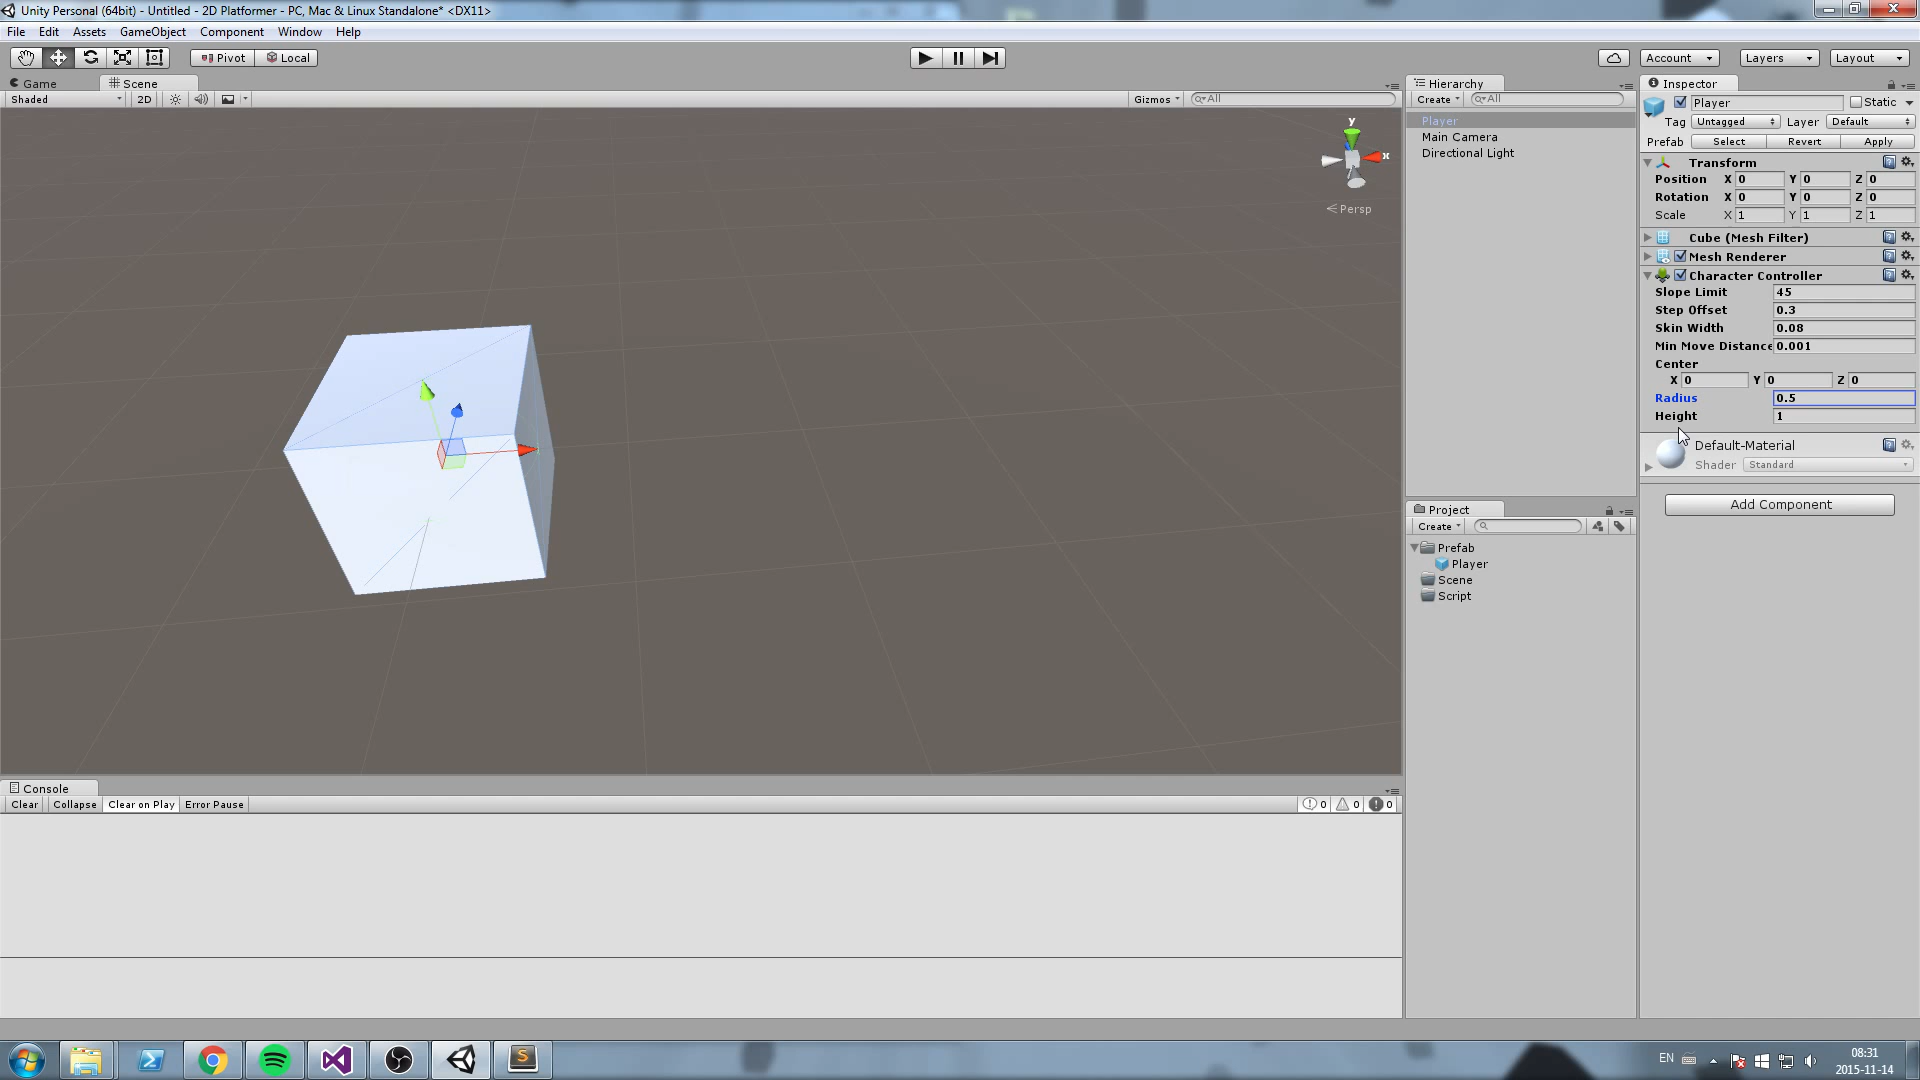 Unity Personal (64bit) - Untitled - 2D Platformer - PC, Mac & Linux Standalone* <DX11>
File Edit Assets GameObject Component Window Help
Pivot Local Account Layers Layout
Game Scene
Shaded 2D Gizmos All
y
x
Persp
Hierarchy
Create All
Player
Main Camera
Directional Light
Project
Create
Prefab
Player
Scene
Script
Inspector
Player Static
Tag Untagged Layer Default
Prefab Select Revert Apply
Transform
Position X 0 Y 0 Z 0
Rotation X 0 Y 0 Z 0
Scale X 1 Y 1 Z 1
Cube (Mesh Filter)
Mesh Renderer
Character Controller
Slope Limit 45
Step Offset 0.3
Skin Width 0.08
Min Move Distance 0.001
Center
X 0 Y 0 Z 0
Radius 0.5
Height 1
Default-Material
Shader Standard
Add Component
Console
Clear Collapse Clear on Play Error Pause 0 0 0
EN 08:31
2015-11-14